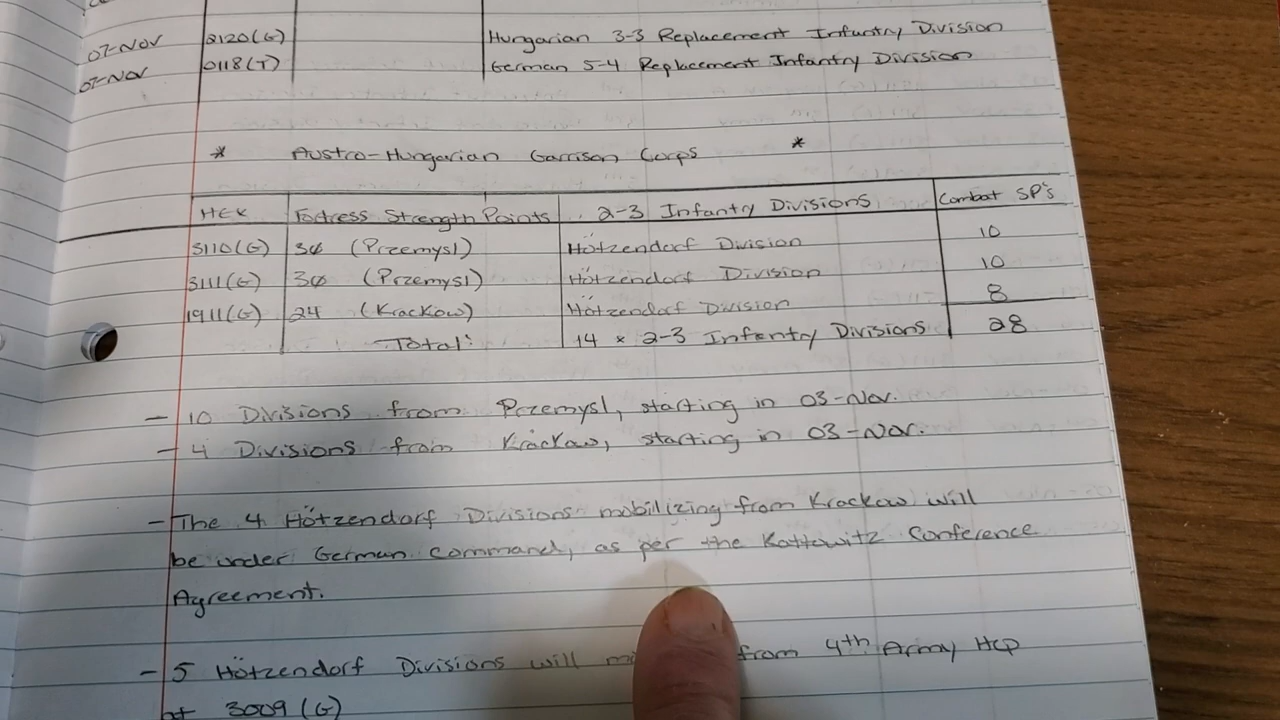 07-Nov 2120(G) Hungarian 3-3 Replacement Infantry Division
07-Nov 0118(T) German 5-4 Replacement Infantry Division
* Austro-Hungarian Garrison Corps *
HEX Fortress Strength Points 2-3 Infantry Divisions Combat SP's
3110(G) (Przemysl) Hötzendorf Division 10
3111(G) (Przemysl) Hötzendorf Division 10
1911(G) 24 (Krackow) Hötzendorf Division 8
Total: 14 x 2-3 Infantry Divisions 28
- 10 Divisions from Przemysl, starting in 03-Nov.
- 4 Divisions from Krackow, starting in 03-Nov.
- The 4 Hötzendorf Divisions mobilizing from Krackow will
be under German command, as per the Kattowitz Conference
Agreement.
- 5 Hötzendorf Divisions will from 4th Army HQ
at 3009(G)